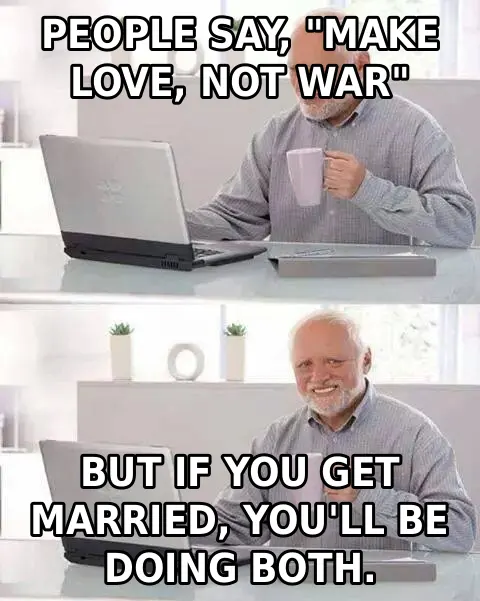 PEOPLE SAY, "MAKE
LOVE, NOT WAR"
BUT IF YOU GET
MARRIED, YOU'LL BE
DOING BOTH.